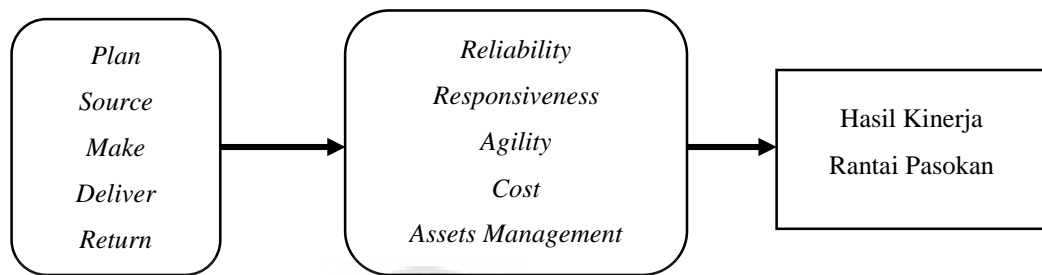 Plan
Source
Make
Deliver
Return
Reliability
Responsiveness
Agility
Cost
Assets Management
Hasil Kinerja
Rantai Pasokan